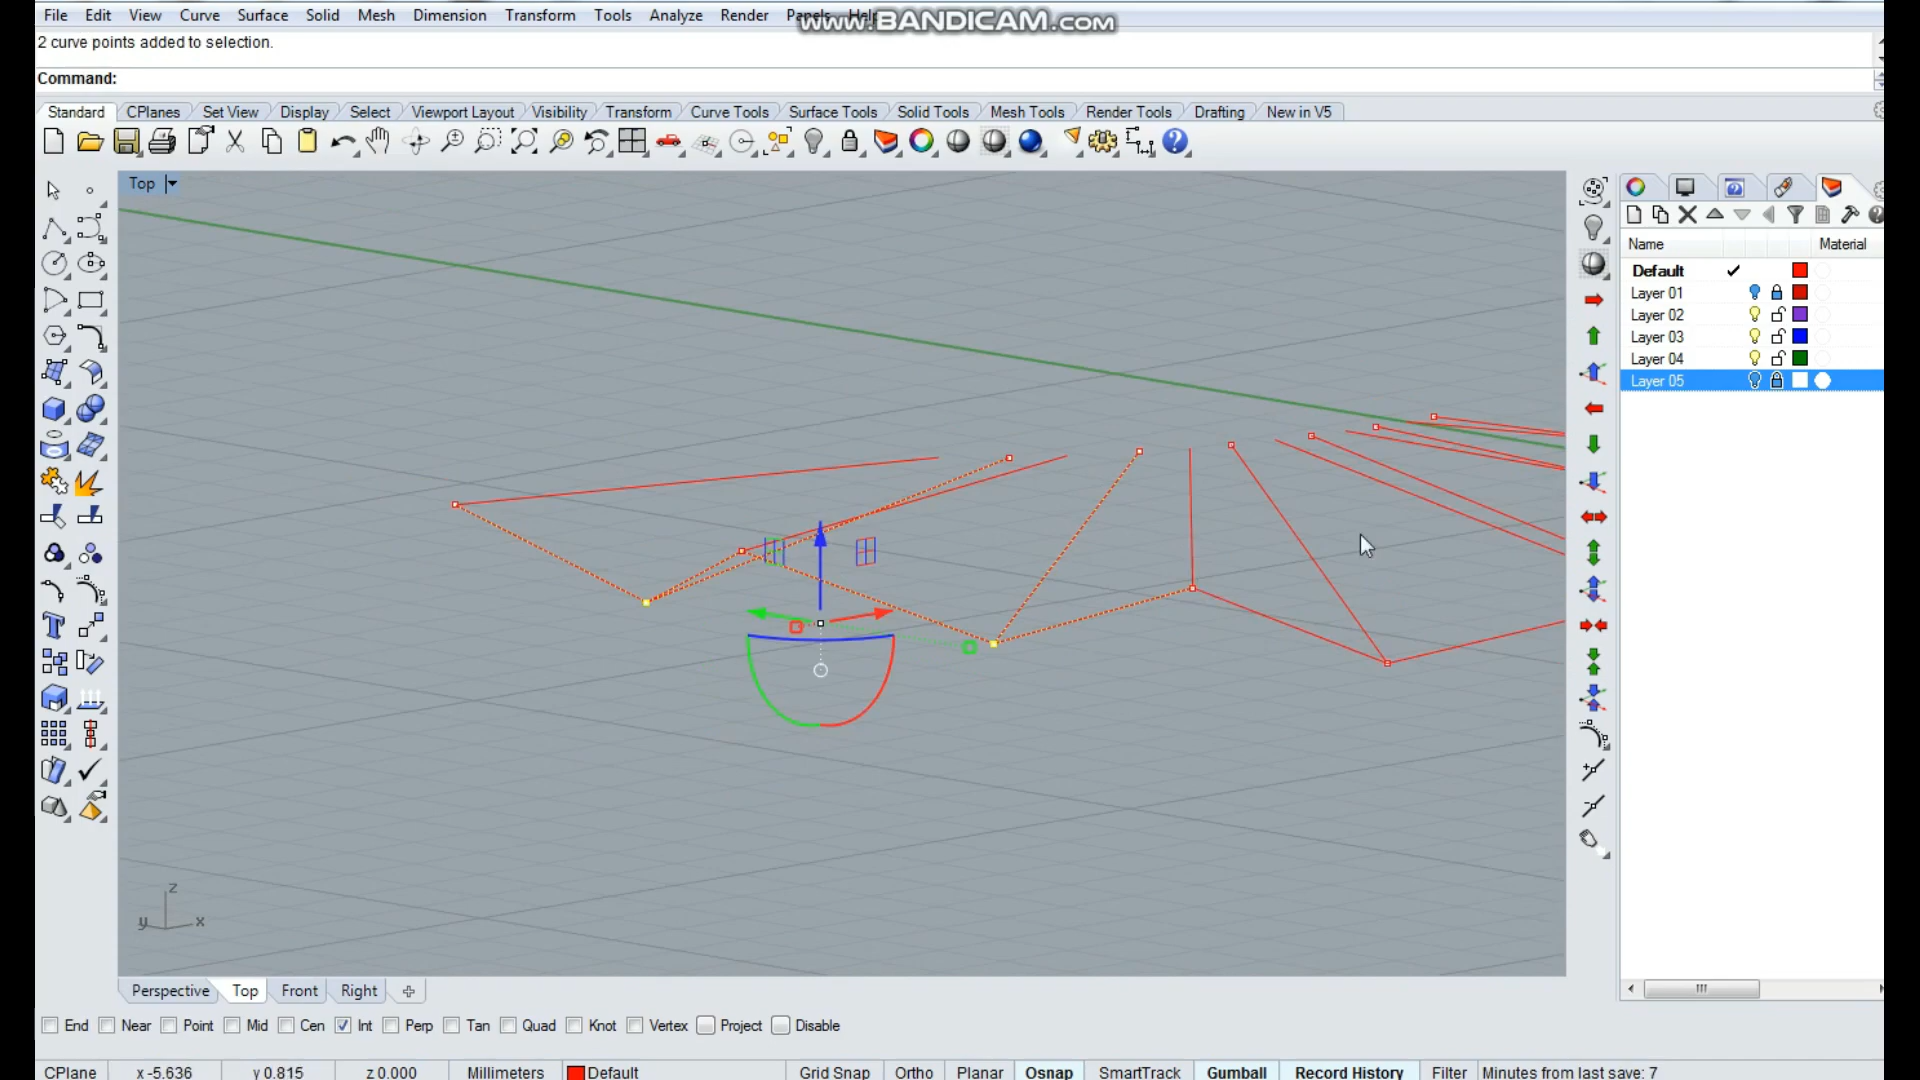 File Edit View Curve Surface Solid Mesh Dimension Transform Tools Analyze Render Panels Help
www.BANDICAM.com
2 curve points added to selection.
Command:
Standard CPlanes Set View Display Select Viewport Layout Visibility Transform Curve Tools Surface Tools Solid Tools Mesh Tools Render Tools Drafting New in V5
Top
Name Material
Default
Layer 01
Layer 02
Layer 03
Layer 04
Layer 05
z
y x
Perspective Top Front Right
End Near Point Mid Cen Int Perp Tan Quad Knot Vertex Project Disable
CPlane x -5.636 y 0.815 z 0.000 Millimeters Default Grid Snap Ortho Planar Osnap SmartTrack Gumball Record History Filter Minutes from last save: 7